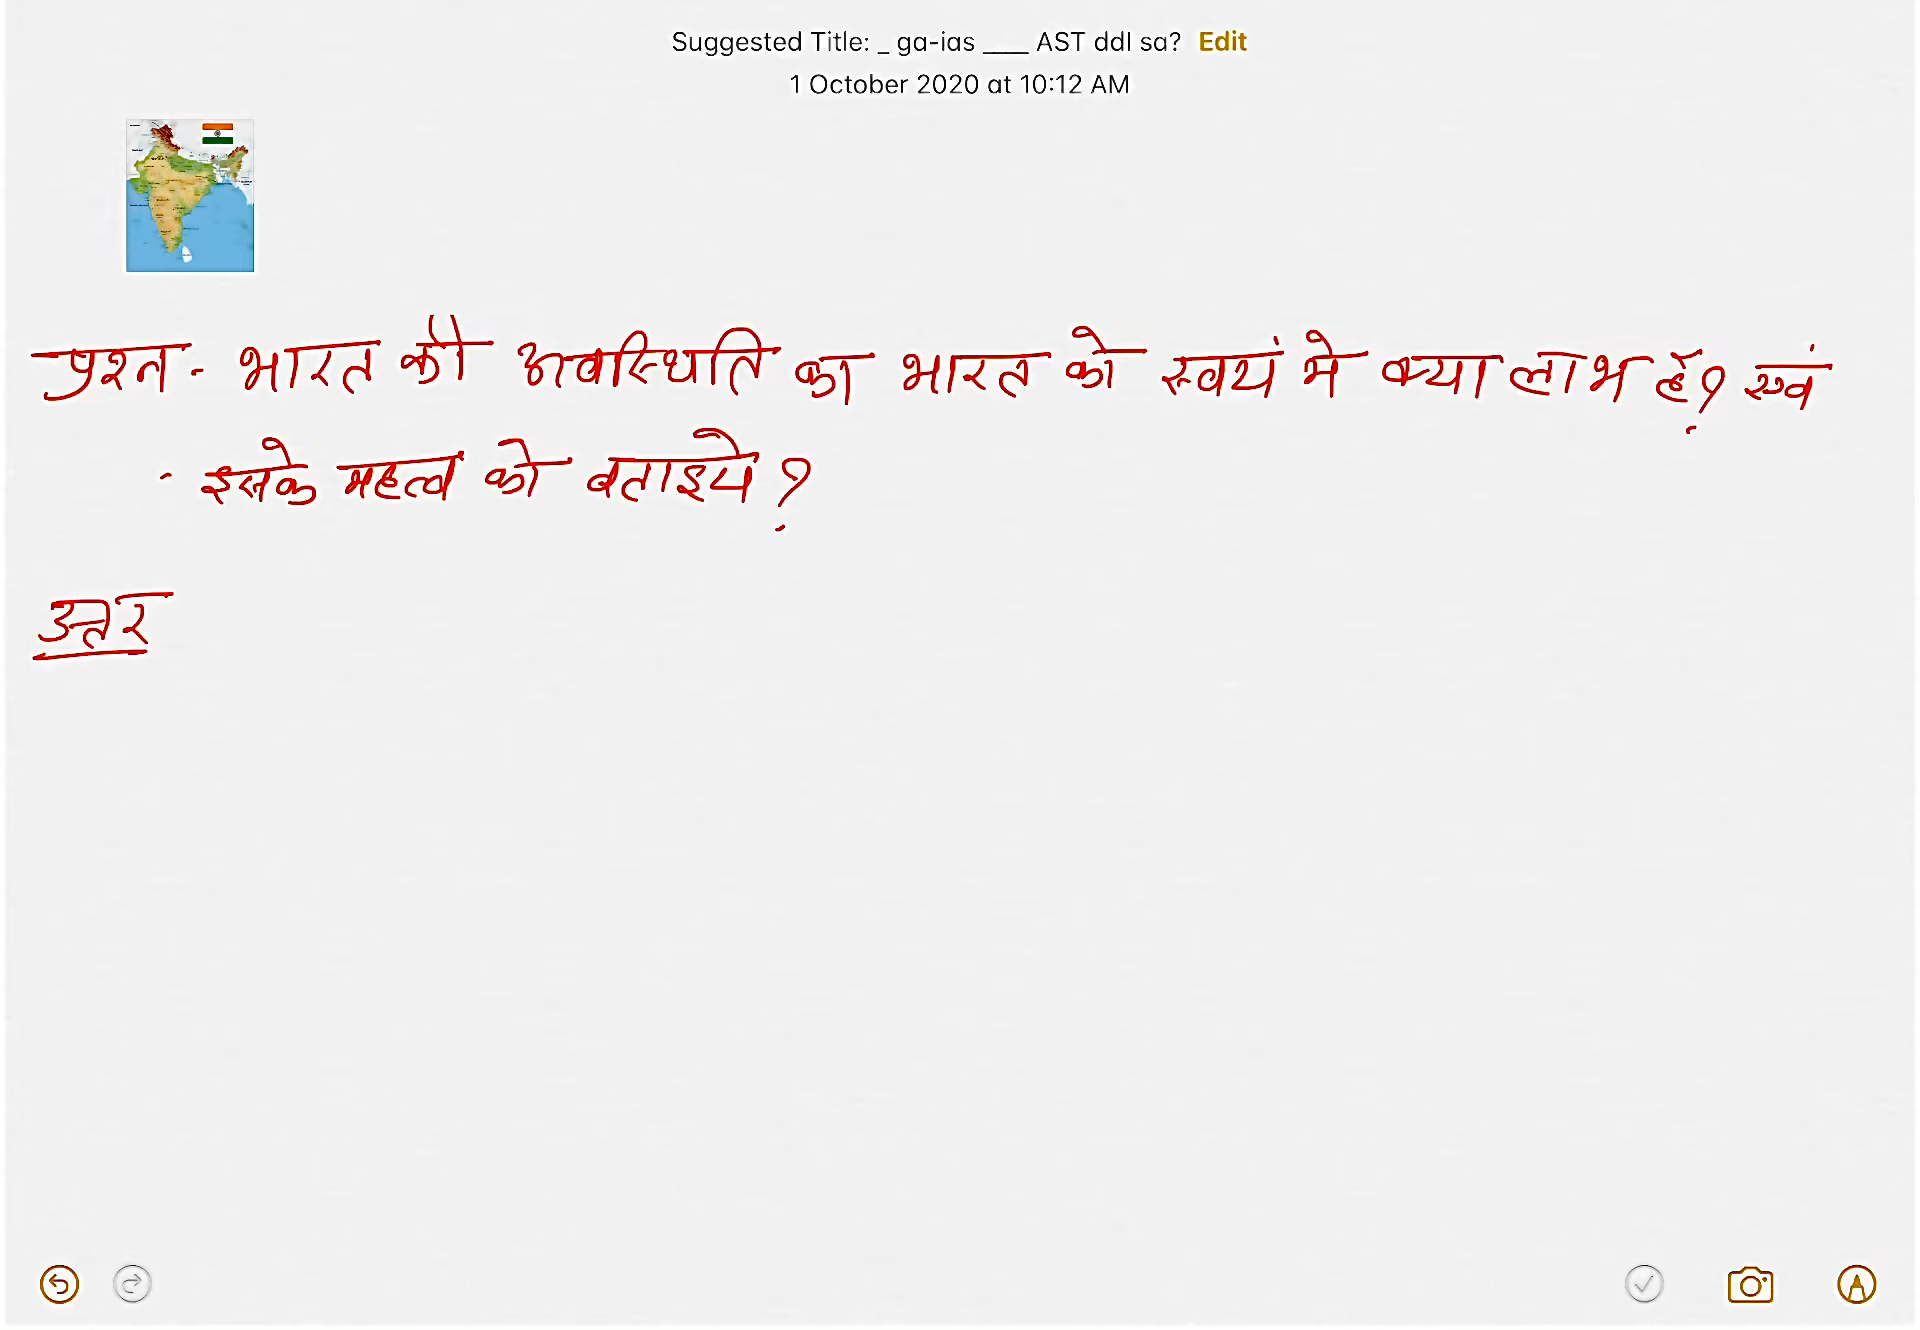 Suggested Title: _ ga-ias ___ AST ddl sa? Edit
1 October 2020 at 10:12 AM
प्रश्न - भारत की अवस्थिति का भारत को स्वयं मे क्या लाभ हैं? एवं
इसके महत्व को बताइये?
उत्तर